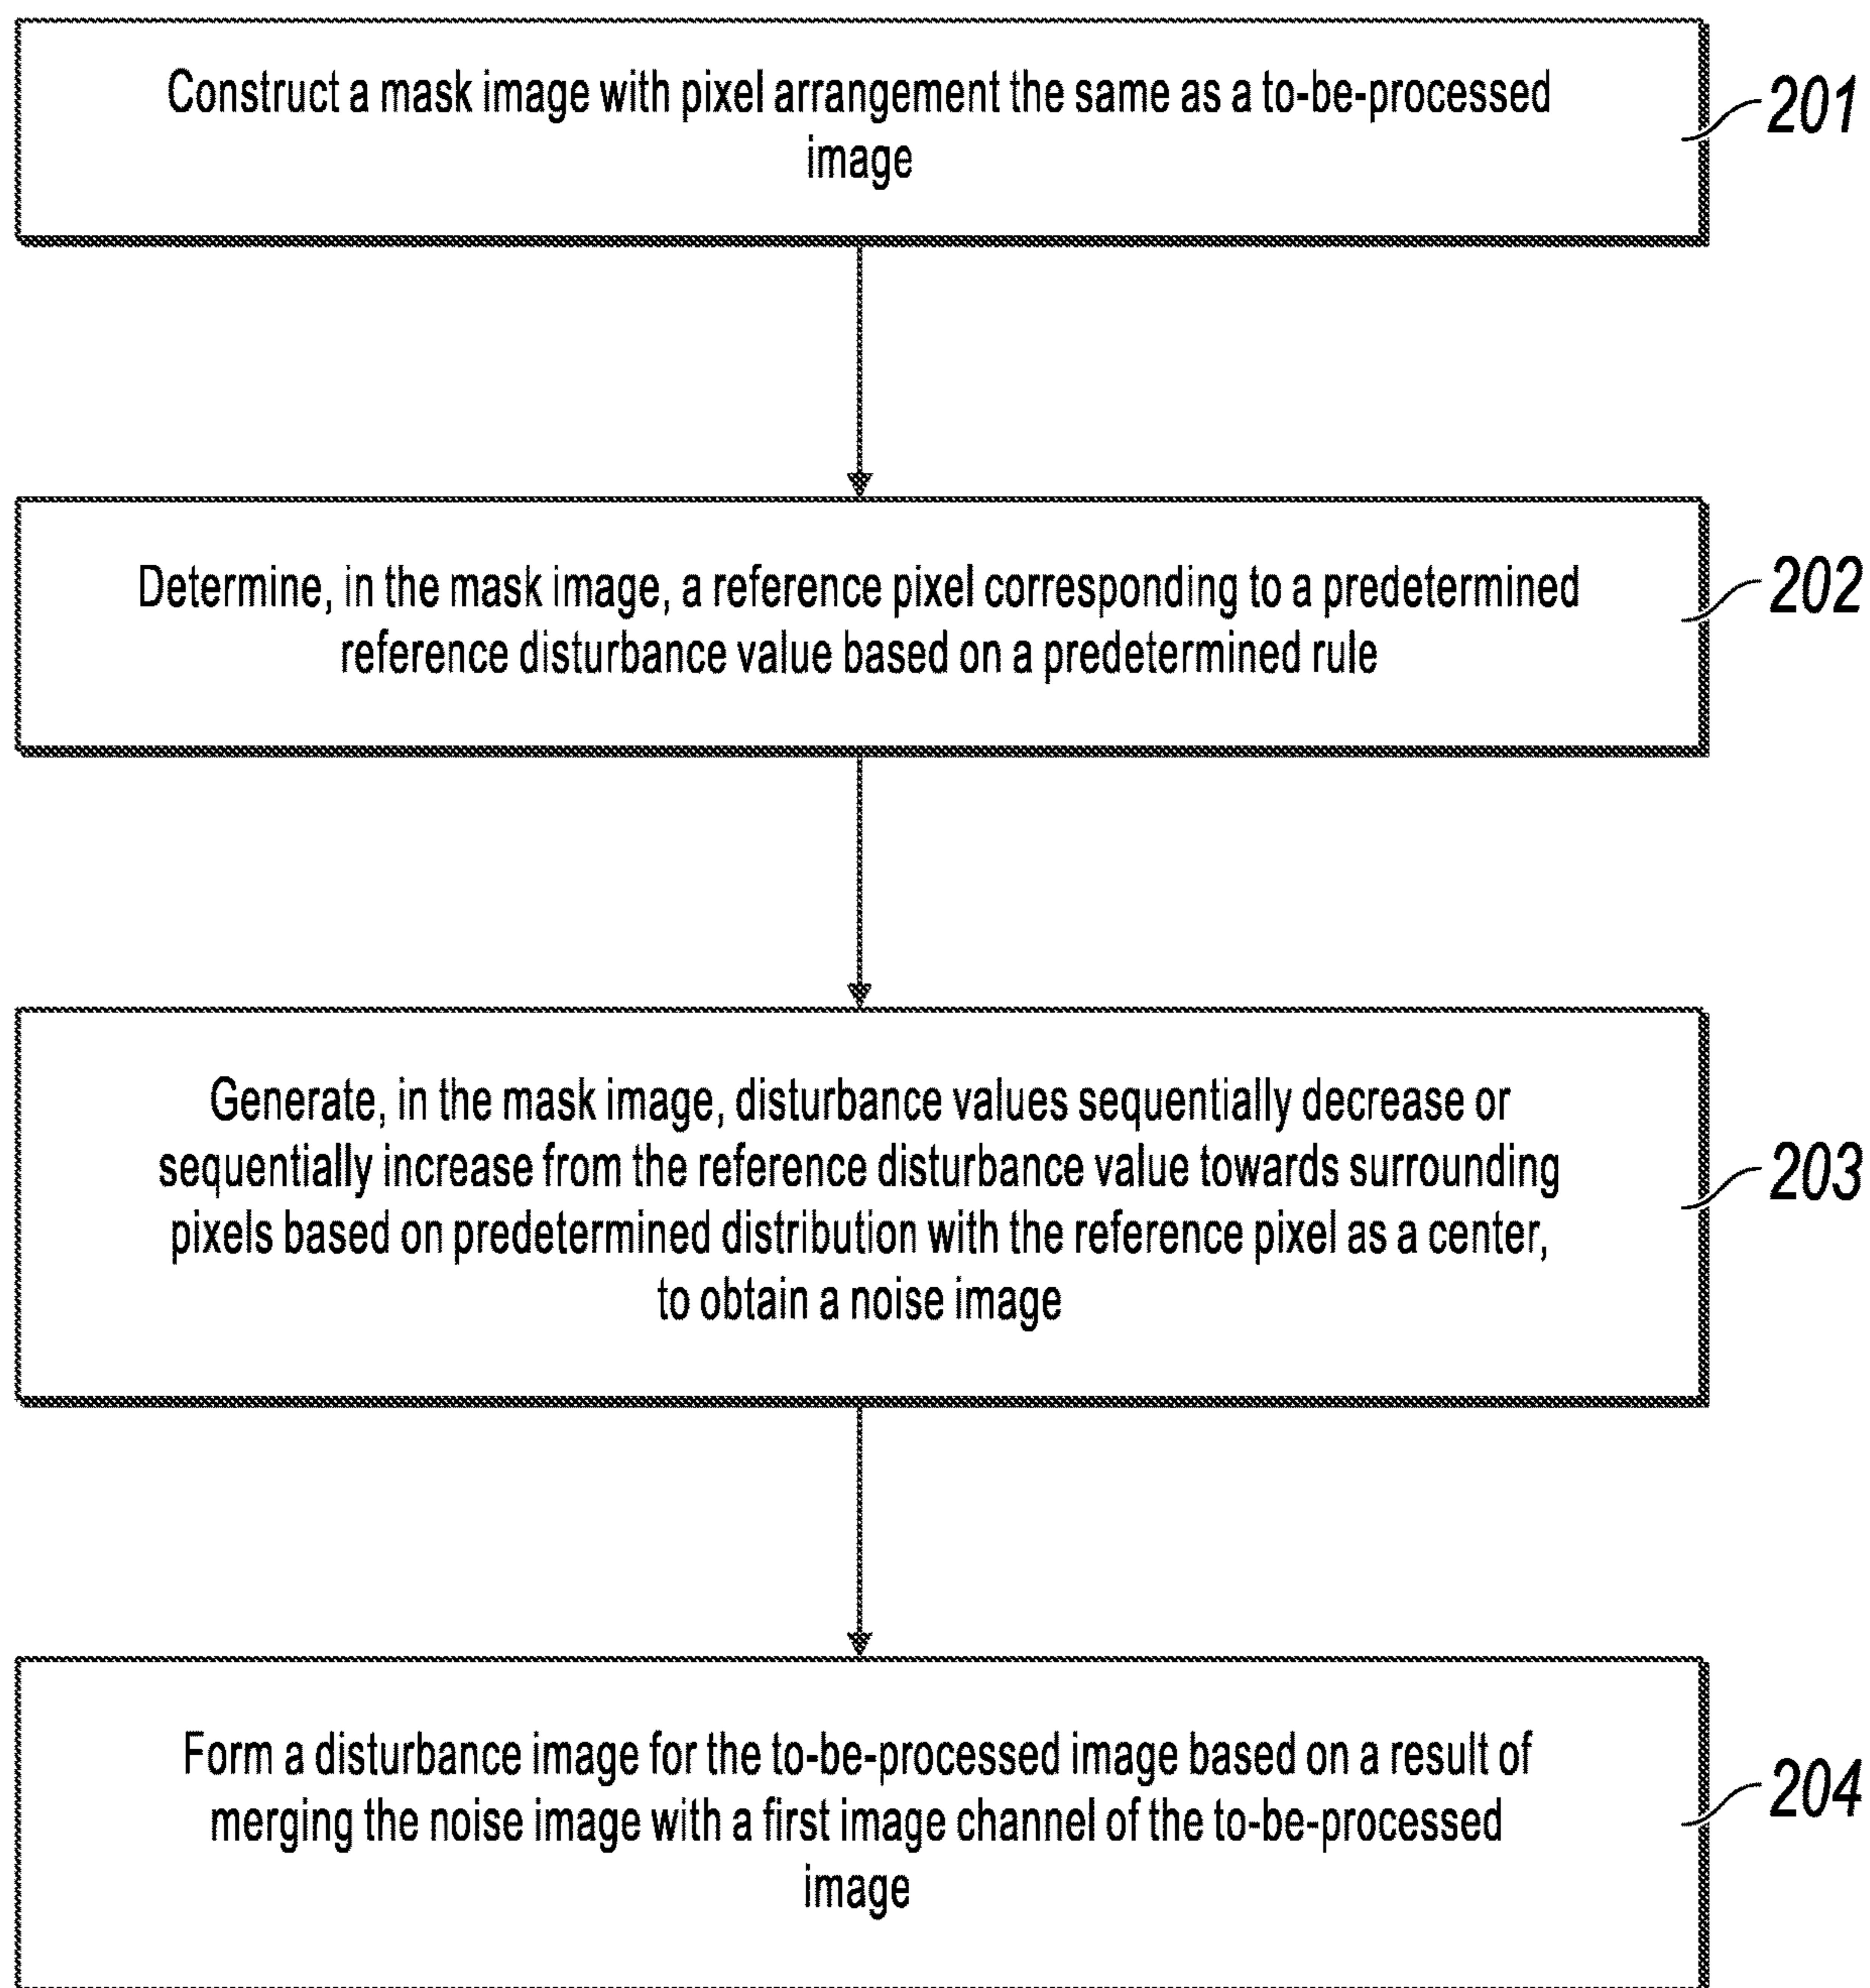 Construct a mask image with pixel arrangement the same as a to-be-processed
image
201
Determine, in the mask image, a reference pixel corresponding to a predetermined
reference disturbance value based on a predetermined rule
202
Generate, in the mask image, disturbance values sequentially decrease or
sequentially increase from the reference disturbance value towards surrounding
pixels based on predetermined distribution with the reference pixel as a center,
to obtain a noise image
203
Form a disturbance image for the to-be-processed image based on a result of
merging the noise image with a first image channel of the to-be-processed
image
204